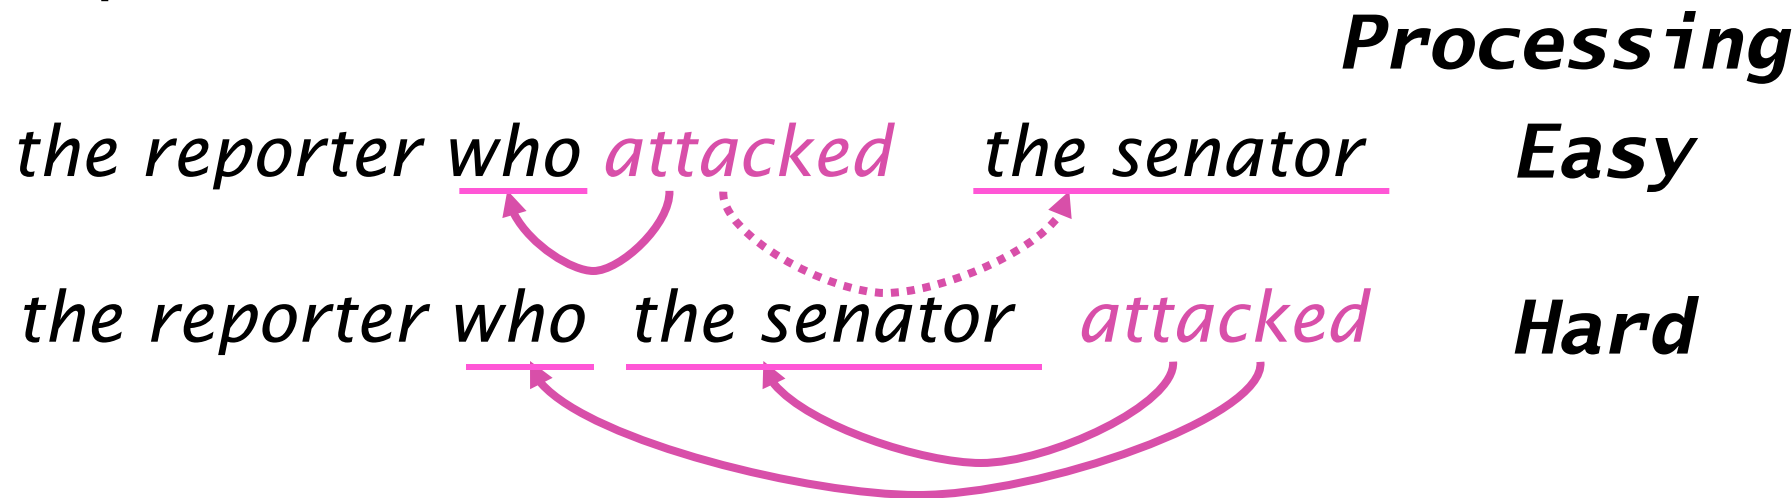 Processing
the reporter who attacked the senator Easy
the reporter who the senator attacked Hard